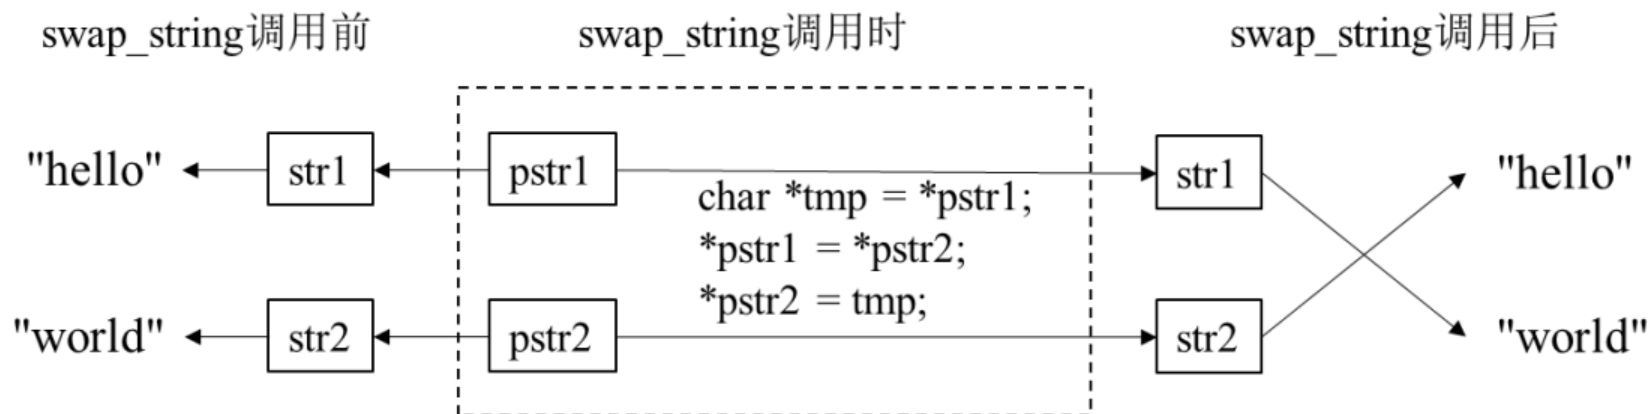 swap_string调用前 swap_string调用时 swap_string调用后
"hello" str1 pstr1 str1 "hello"
char *tmp = *pstr1;
*pstr1 = *pstr2;
*pstr2 = tmp;
"world" str2 pstr2 str2 "world"